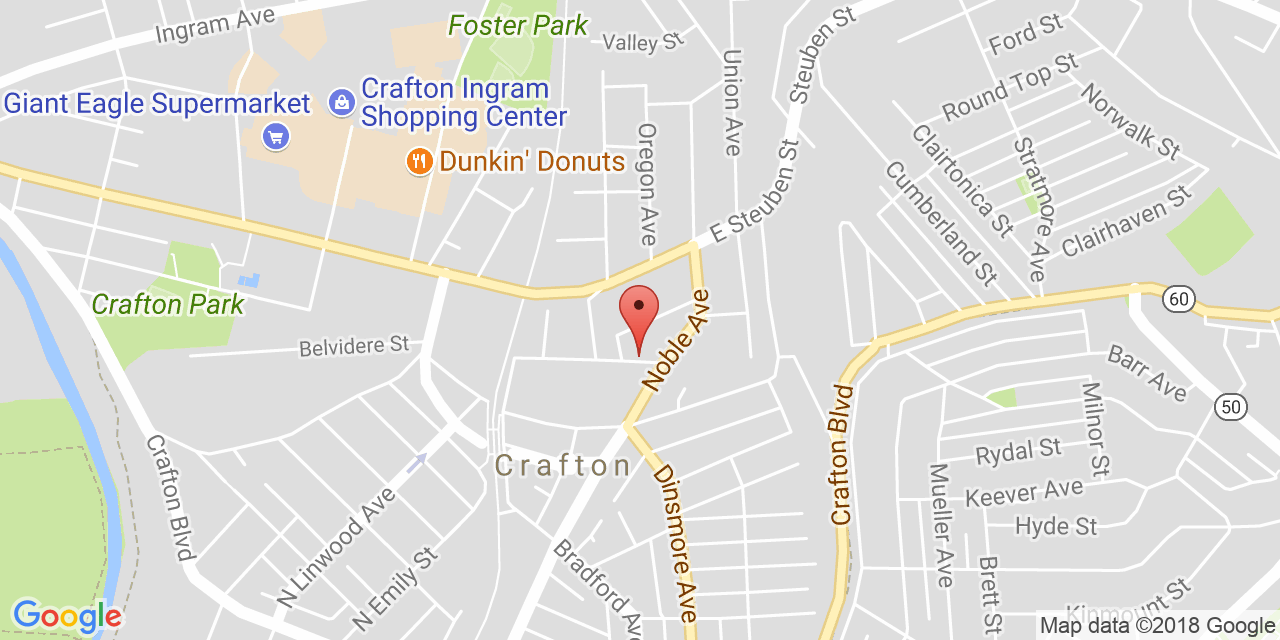 Ingram Ave
Foster Park
Valley St
Steuben St
Ford St
Round Top St
Union Ave
Giant Eagle Supermarket
Crafton Ingram
Shopping Center
Dunkin' Donuts
Oregon Ave
Norwalk St
Clairtonica St
Stratmore Ave
Cumberland St
Clairhaven St
E Steuben St
Crafton Park
Belvidere St
Noble Ave
60
Barr Ave
50
Milnor St
Crafton Blvd
Crafton Blvd
Crafton
Rydal St
Keever Ave
Mueller Ave
Hyde St
Dinsmore Ave
N Linwood Ave
N Emily St
Bradford Ave
Brett St
Kinmount St
Google
Map data ©2018 Google